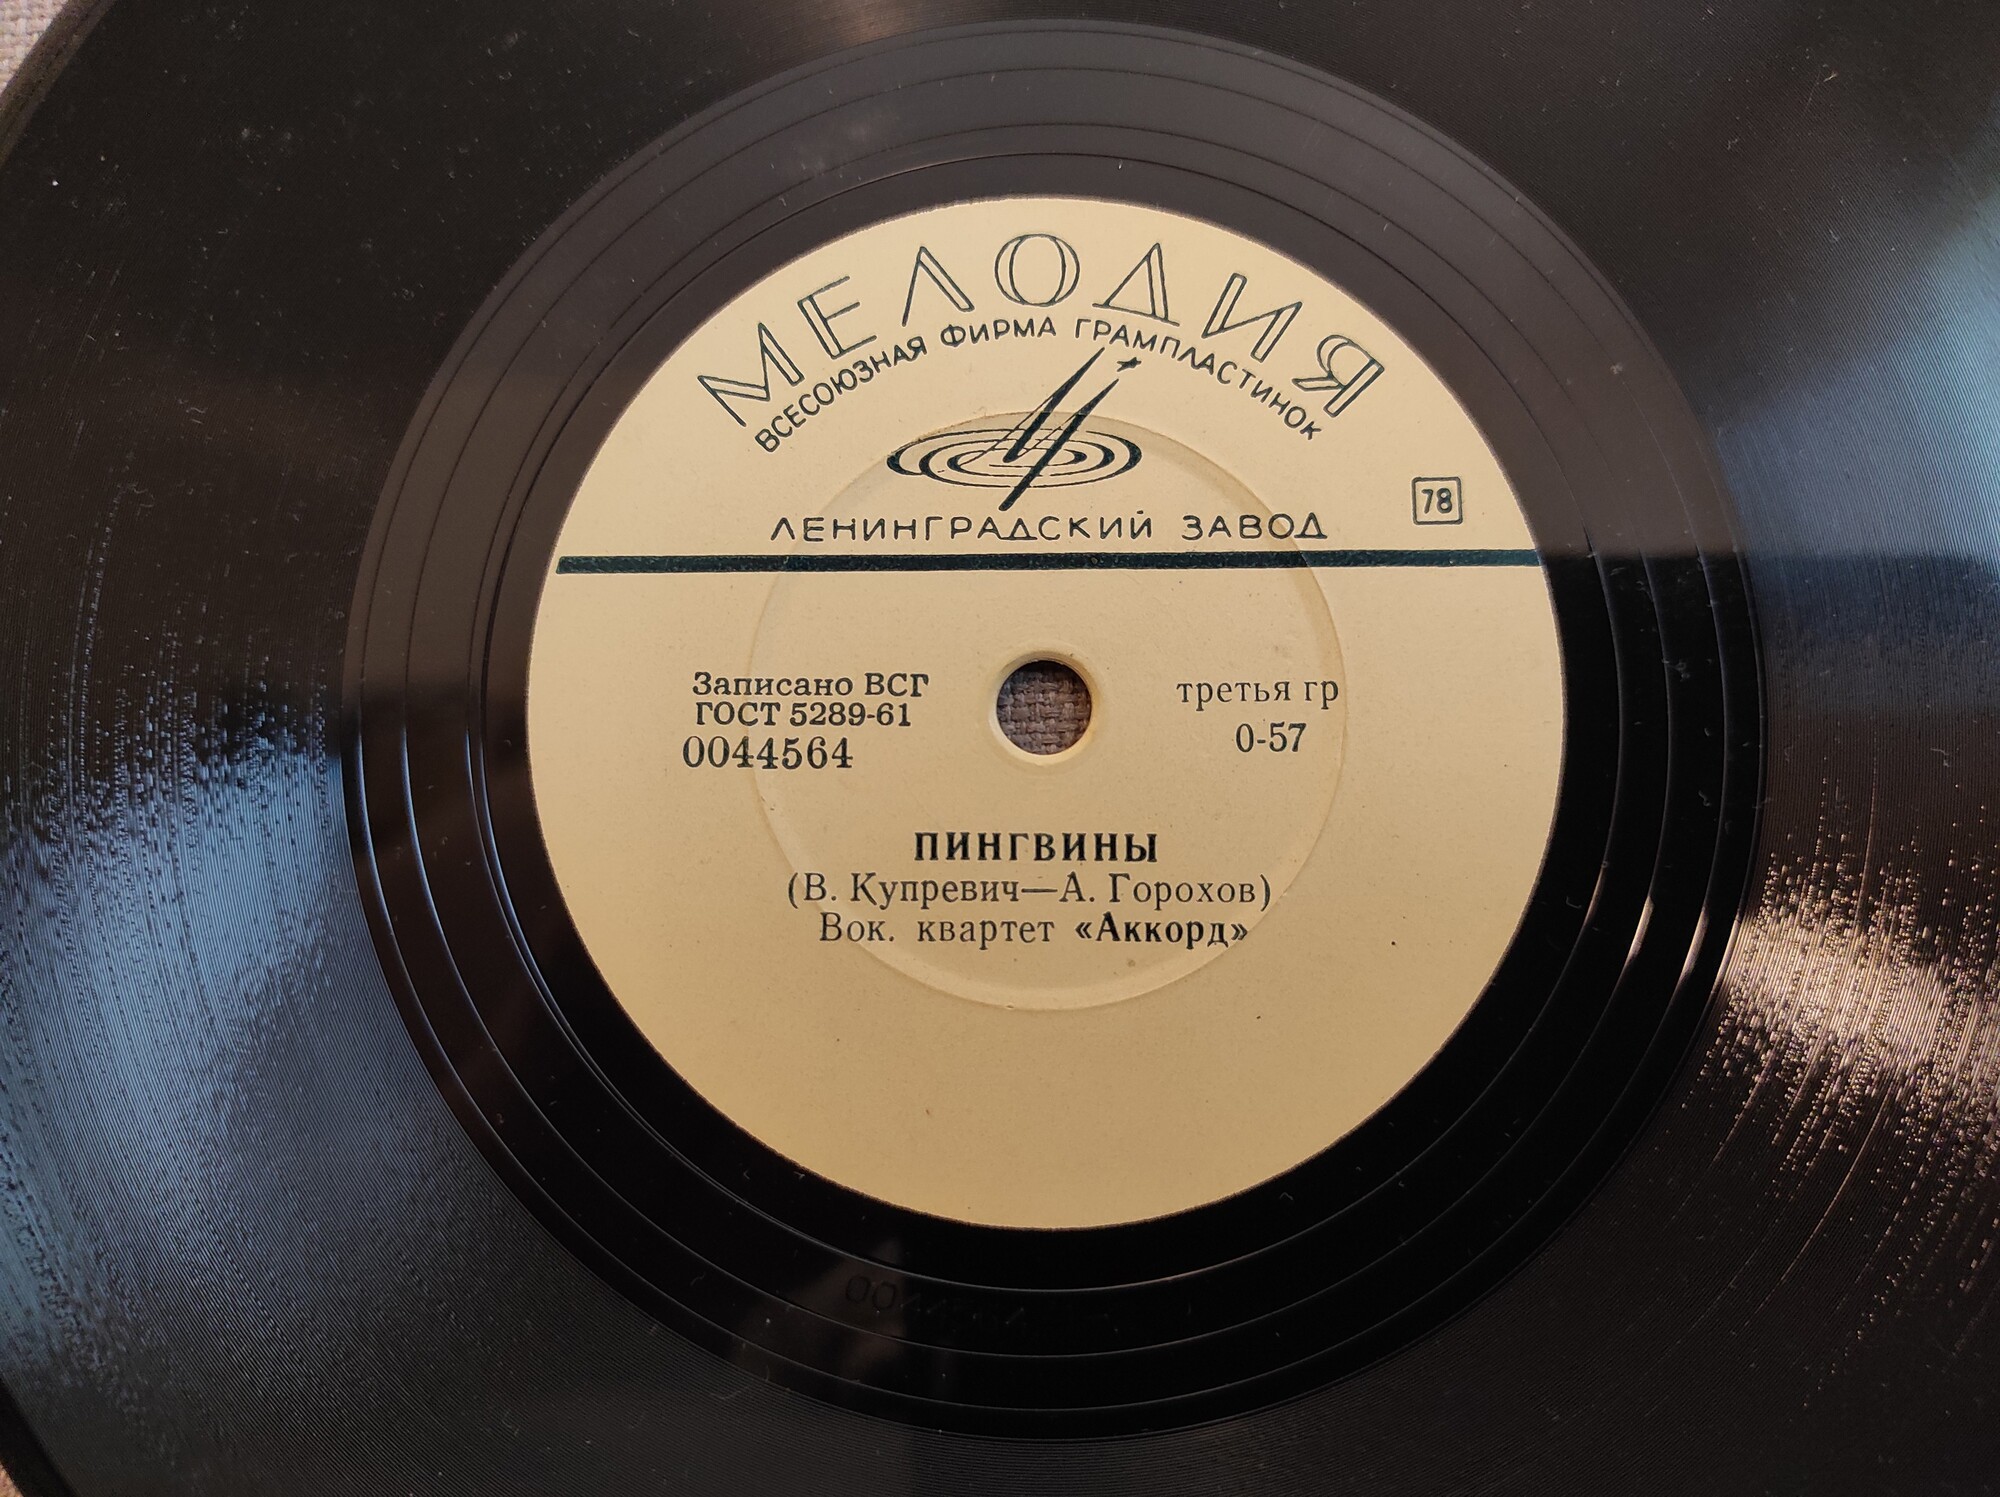 МЕЛОДИЯ
ВСЕСОЮЗНАЯ ФИРМА ГРАМПЛАСТИНОК
ЛЕНИНГРАДСКИЙ ЗАВОД
78
Записано ВСГ
ГОСТ 5289-61
0044564
третья гр
0-57
ПИНГВИНЫ
(В. Купревич—А. Горохов)
Вок. квартет «Аккорд»